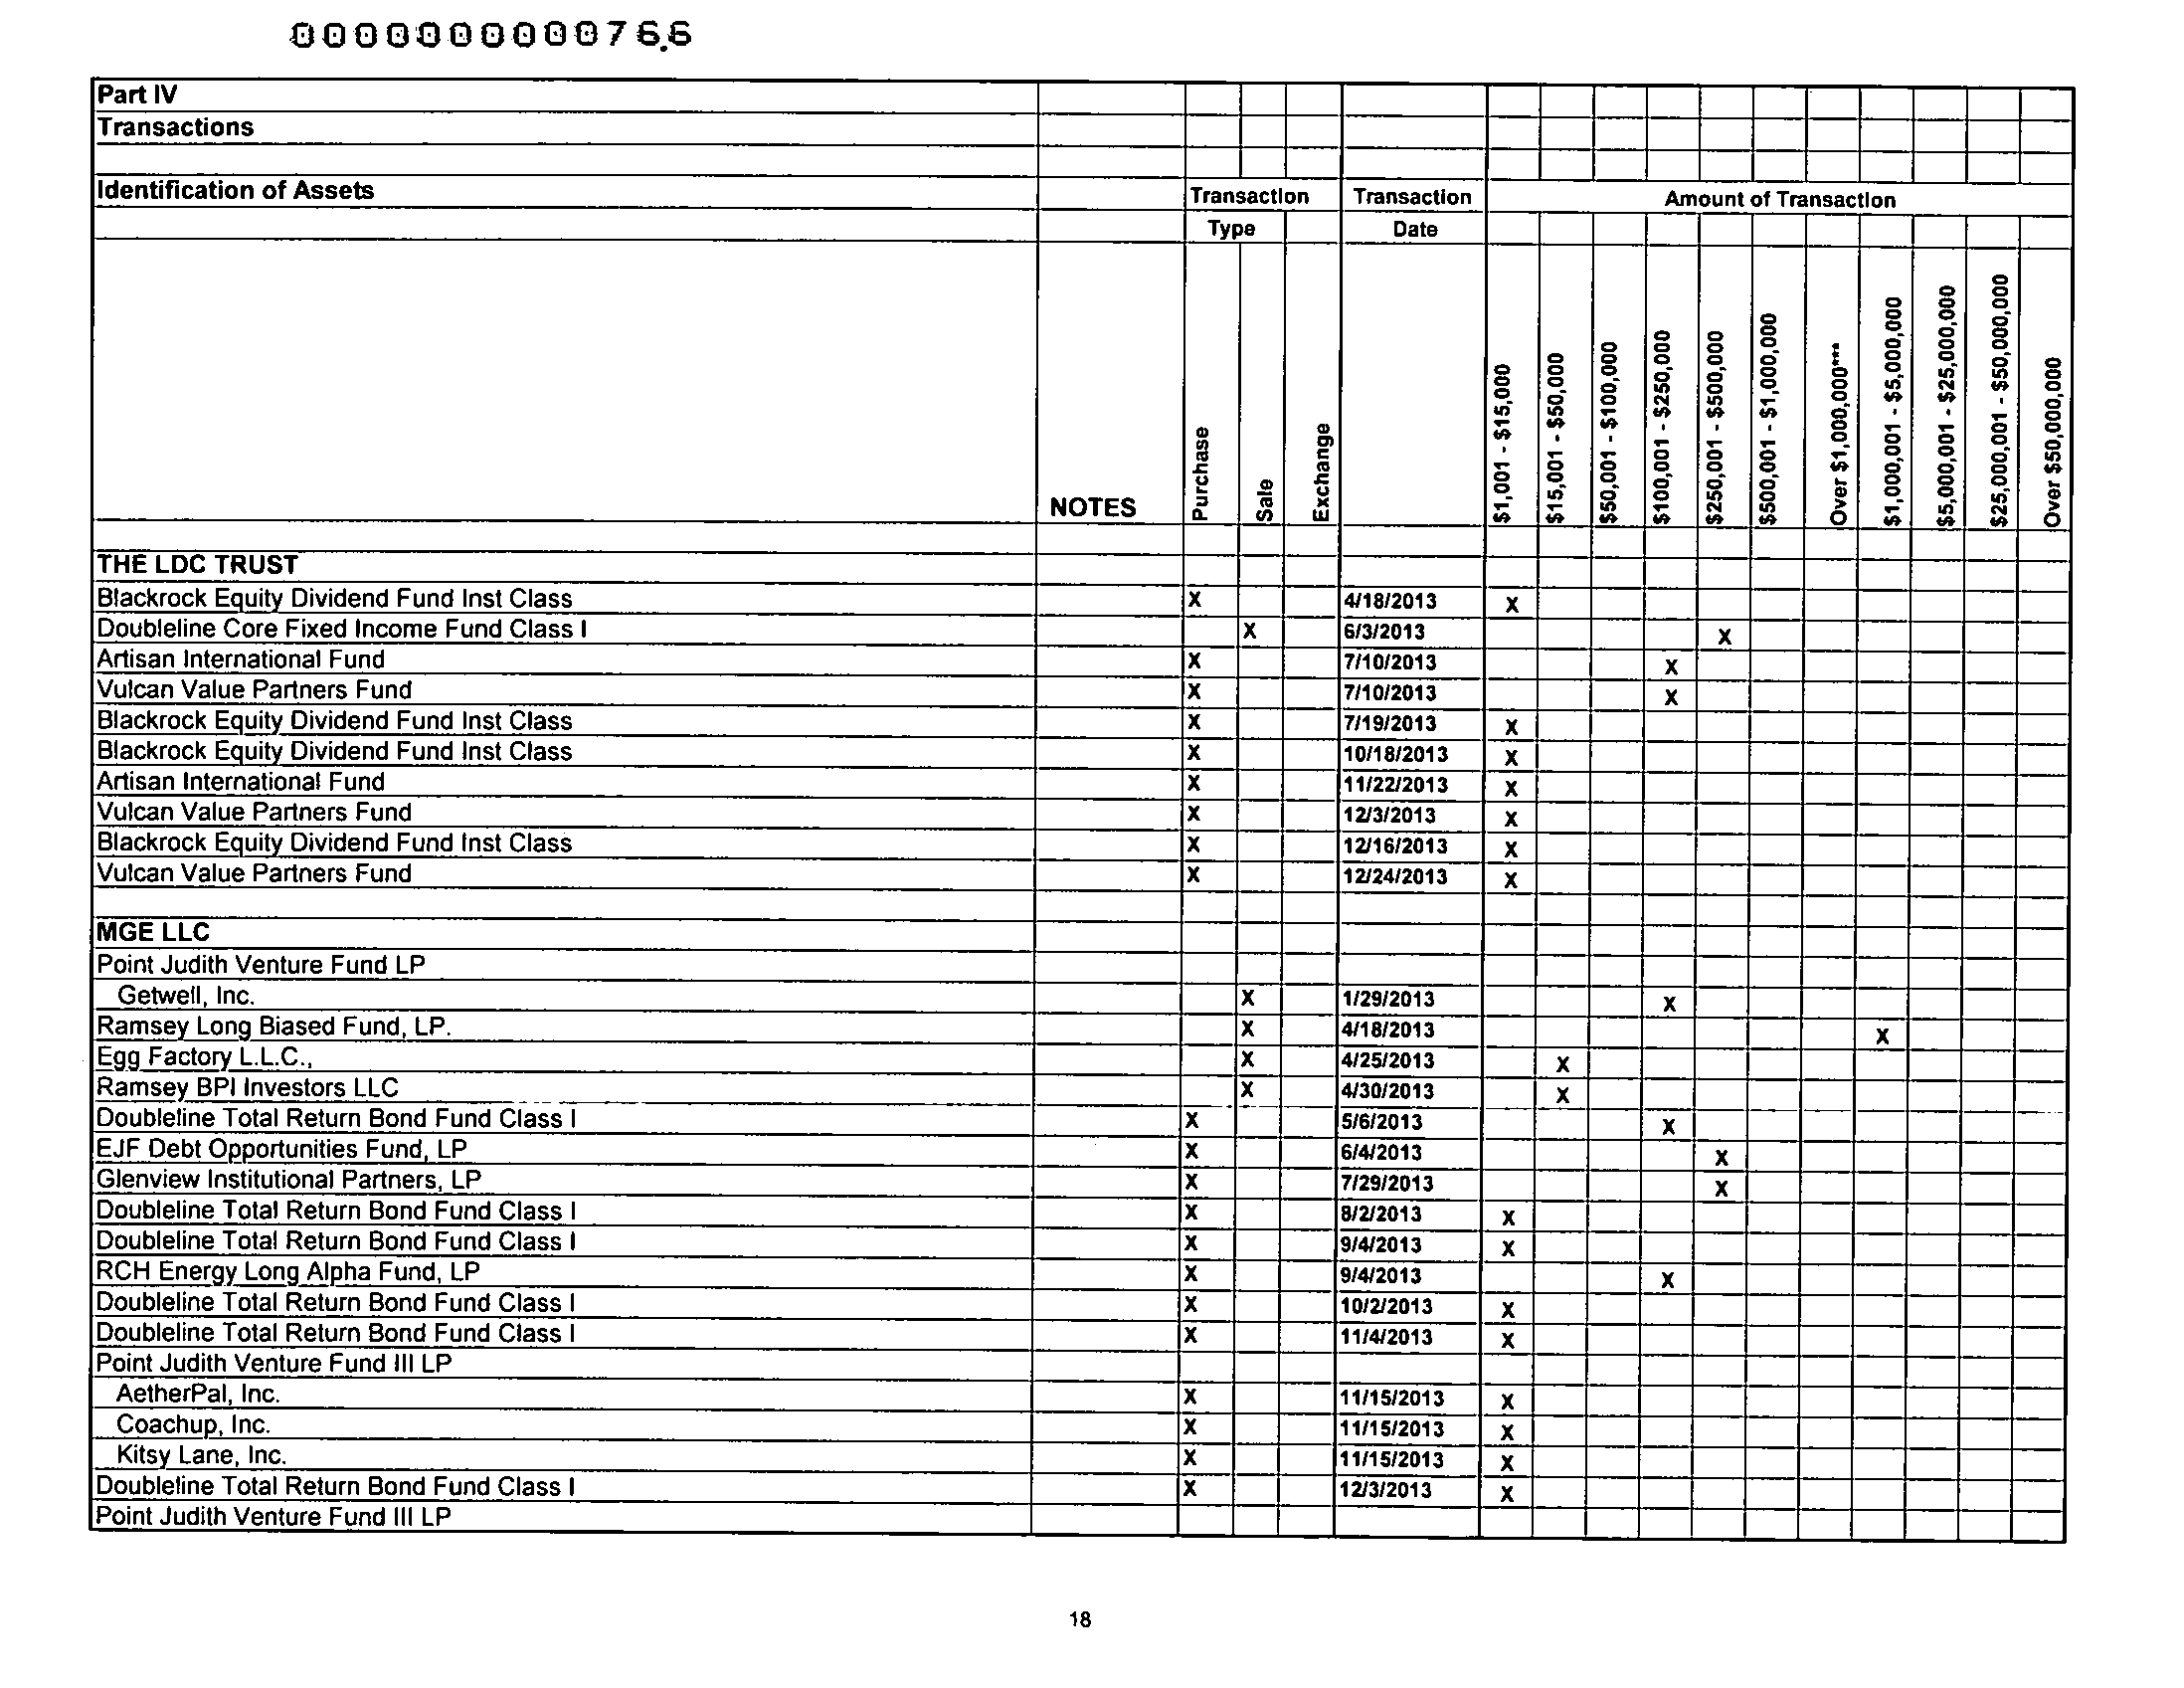 000000000766
Part IV
Transactions
Identification of Assets Transaction Transaction Amount of Transaction
Type Date
NOTES Purchase Sale Exchange $1,001 - $15,000 $15,001 - $50,000 $50,001 - $100,000 $100,001 - $250,000 $250,001 - $500,000 $500,001 - $1,000,000 Over $1,000,000*** $1,000,001 - $5,000,000 $5,000,001 - $25,000,000 $25,000,001 - $50,000,000 Over $50,000,000
THE LDC TRUST
Blackrock Equity Dividend Fund Inst Class X 4/18/2013 X
Doubleline Core Fixed Income Fund Class I X 6/3/2013 X
Artisan International Fund X 7/10/2013 X
Vulcan Value Partners Fund X 7/10/2013 X
Blackrock Equity Dividend Fund Inst Class X 7/19/2013 X
Blackrock Equity Dividend Fund Inst Class X 10/18/2013 X
Artisan International Fund X 11/22/2013 X
Vulcan Value Partners Fund X 12/3/2013 X
Blackrock Equity Dividend Fund Inst Class X 12/16/2013 X
Vulcan Value Partners Fund X 12/24/2013 X
MGE LLC
Point Judith Venture Fund LP
Getwell, Inc. X 1/29/2013 X
Ramsey Long Biased Fund, LP. X 4/18/2013 X
Egg Factory L.L.C., X 4/25/2013 X
Ramsey BPI Investors LLC X 4/30/2013 X
Doubleline Total Return Bond Fund Class I X 5/6/2013 X
EJF Debt Opportunities Fund, LP X 6/4/2013 X
Glenview Institutional Partners, LP X 7/29/2013 X
Doubleline Total Return Bond Fund Class I X 8/2/2013 X
Doubleline Total Return Bond Fund Class I X 9/4/2013 X
RCH Energy Long Alpha Fund, LP X 9/4/2013 X
Doubleline Total Return Bond Fund Class I X 10/2/2013 X
Doubleline Total Return Bond Fund Class I X 11/4/2013 X
Point Judith Venture Fund III LP
AetherPal, Inc. X 11/15/2013 X
Coachup, Inc. X 11/15/2013 X
Kitsy Lane, Inc. X 11/15/2013 X
Doubleline Total Return Bond Fund Class I X 12/3/2013 X
Point Judith Venture Fund III LP
18